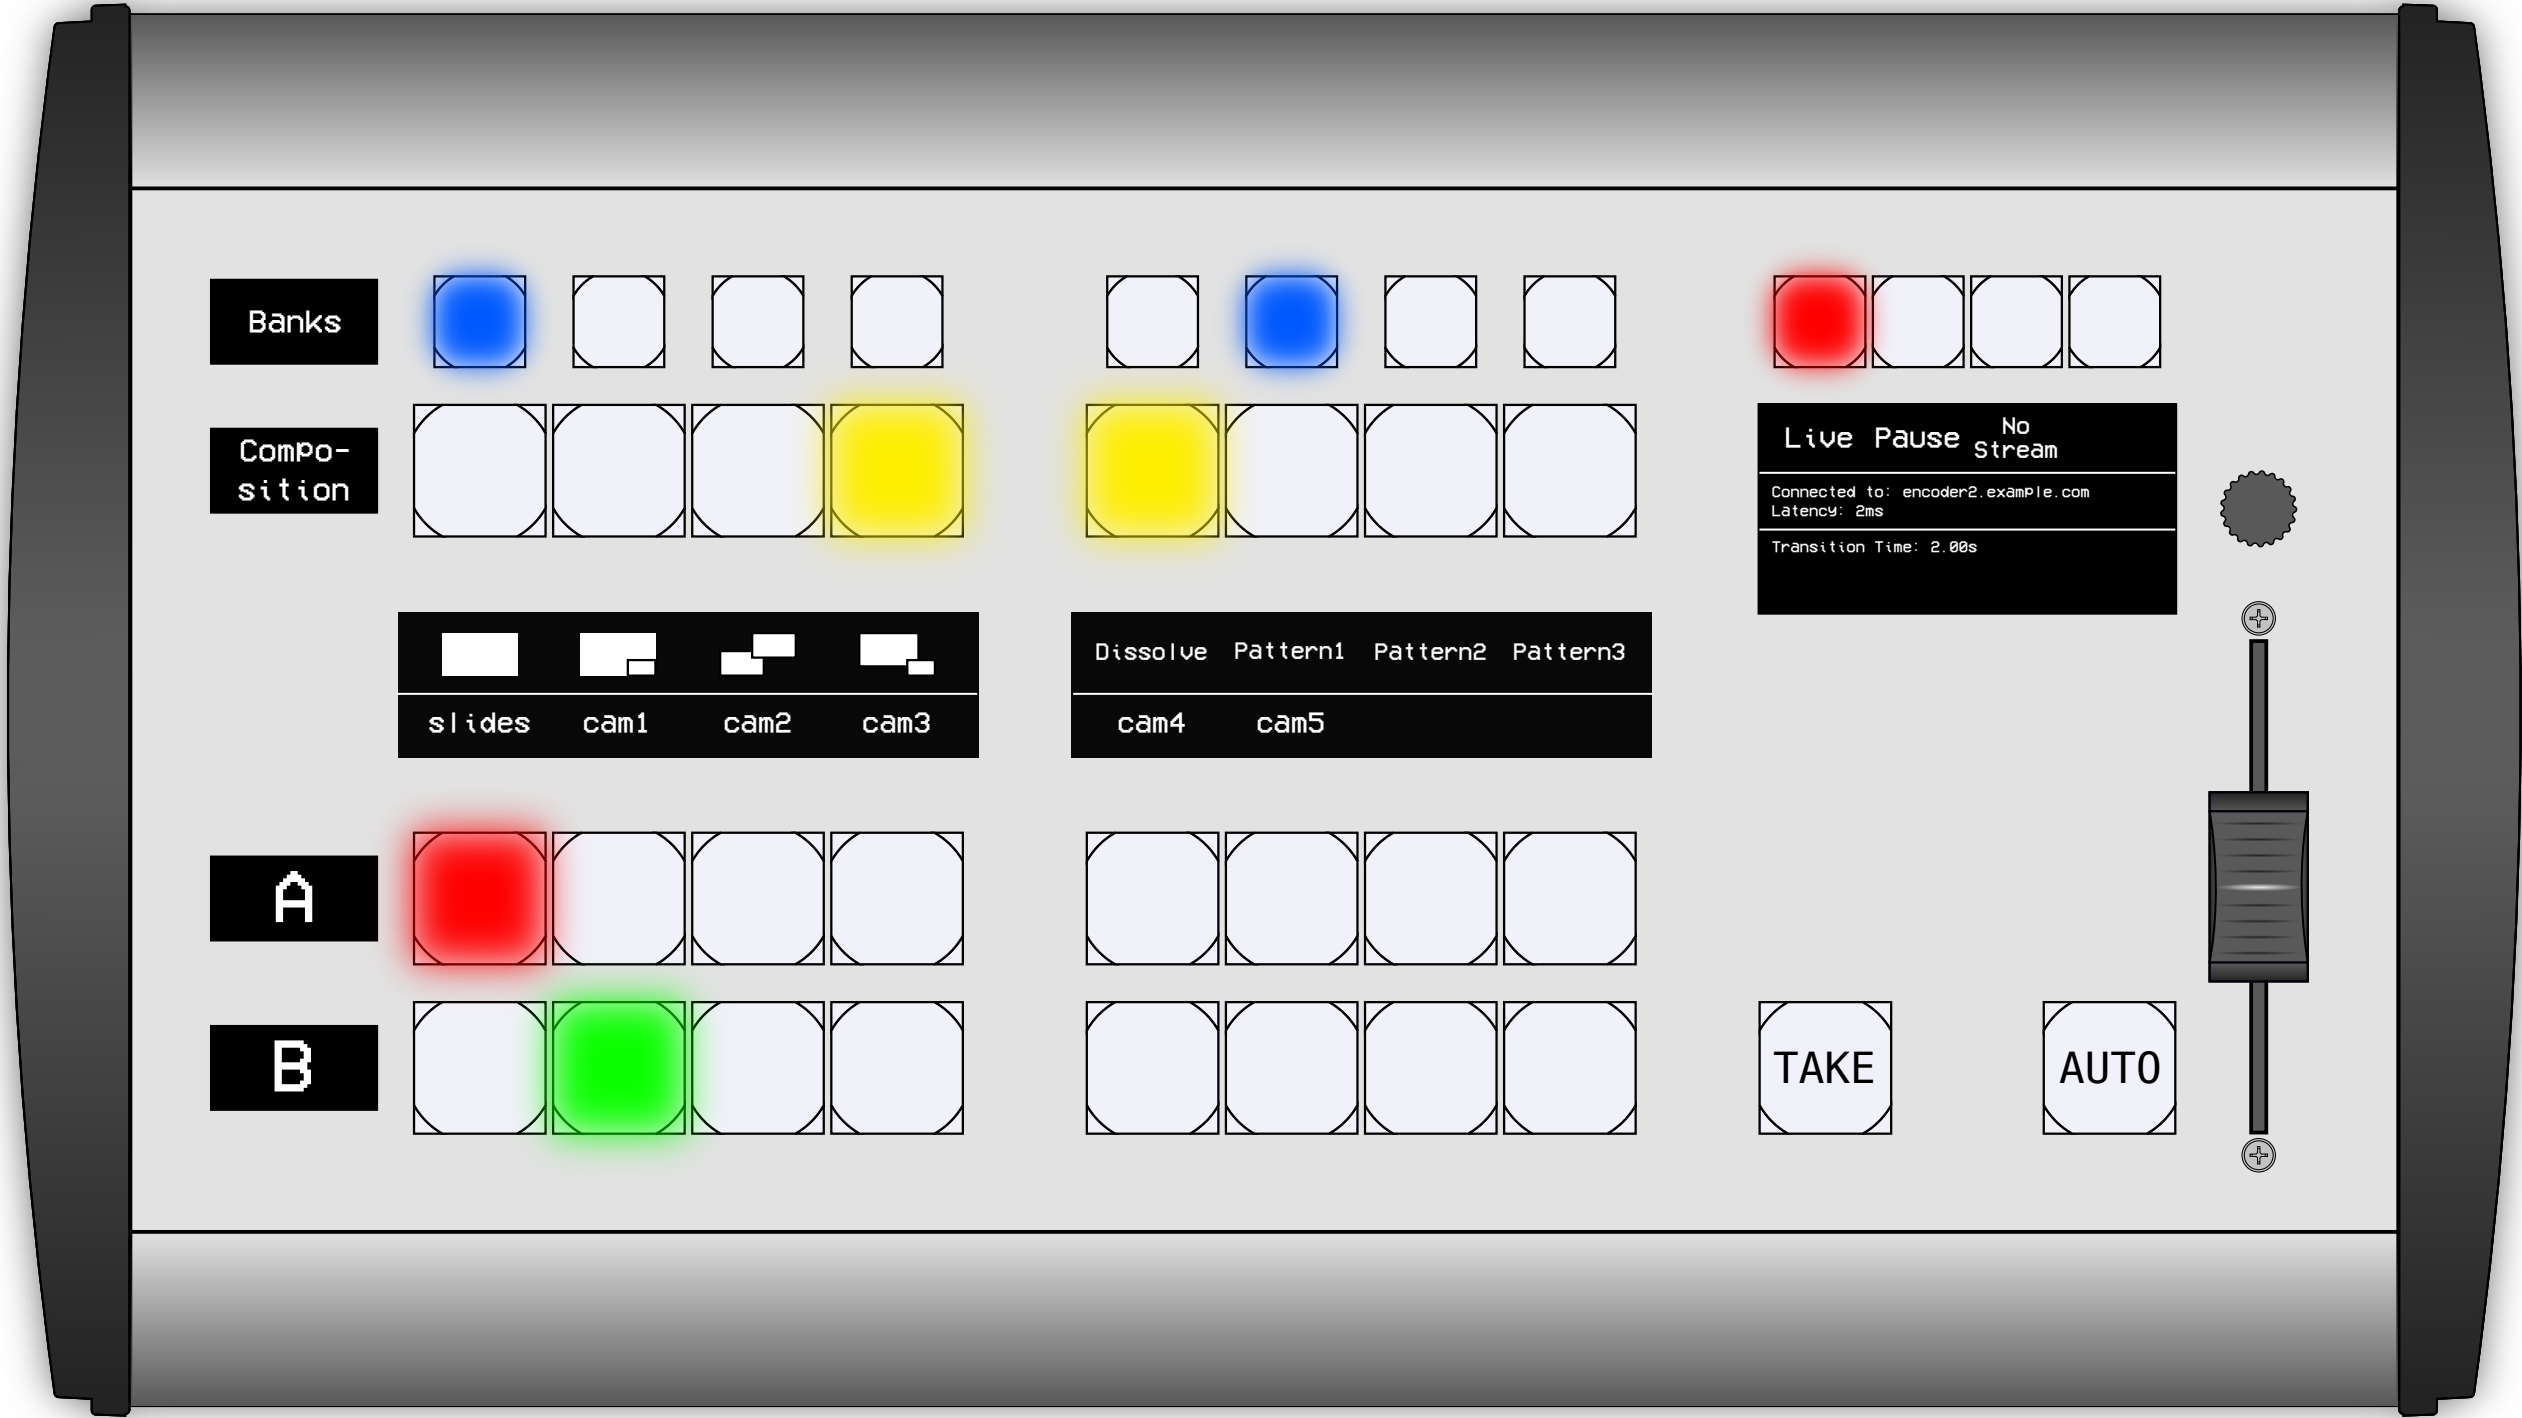 Banks
Compo-
sition
Live Pause No
Stream
Connected to: encoder2.example.com
Latency: 2ms
Transition Time: 2.00s
Dissolve Pattern1 Pattern2 Pattern3
slides cam1 cam2 cam3
cam4 cam5
A
B
TAKE
AUTO